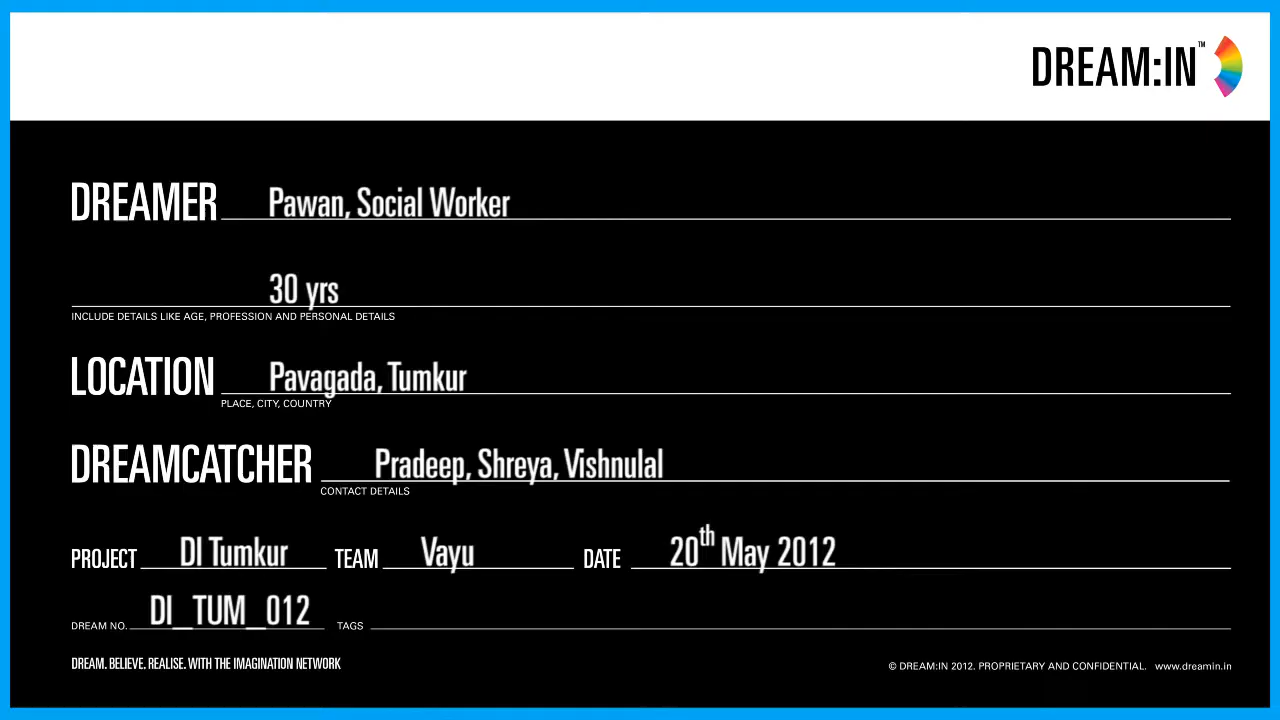 DREAM:IN™
DREAMER Pawan, Social Worker
30 yrs
INCLUDE DETAILS LIKE AGE, PROFESSION AND PERSONAL DETAILS
LOCATION Pavagada, Tumkur
PLACE, CITY, COUNTRY
DREAMCATCHER Pradeep, Shreya, Vishnulal
CONTACT DETAILS
PROJECT DI Tumkur TEAM Vayu DATE 20th May 2012
DREAM NO. DI_TUM_012 TAGS
DREAM. BELIEVE. REALISE. WITH THE IMAGINATION NETWORK © DREAM:IN 2012. PROPRIETARY AND CONFIDENTIAL. www.dreamin.in